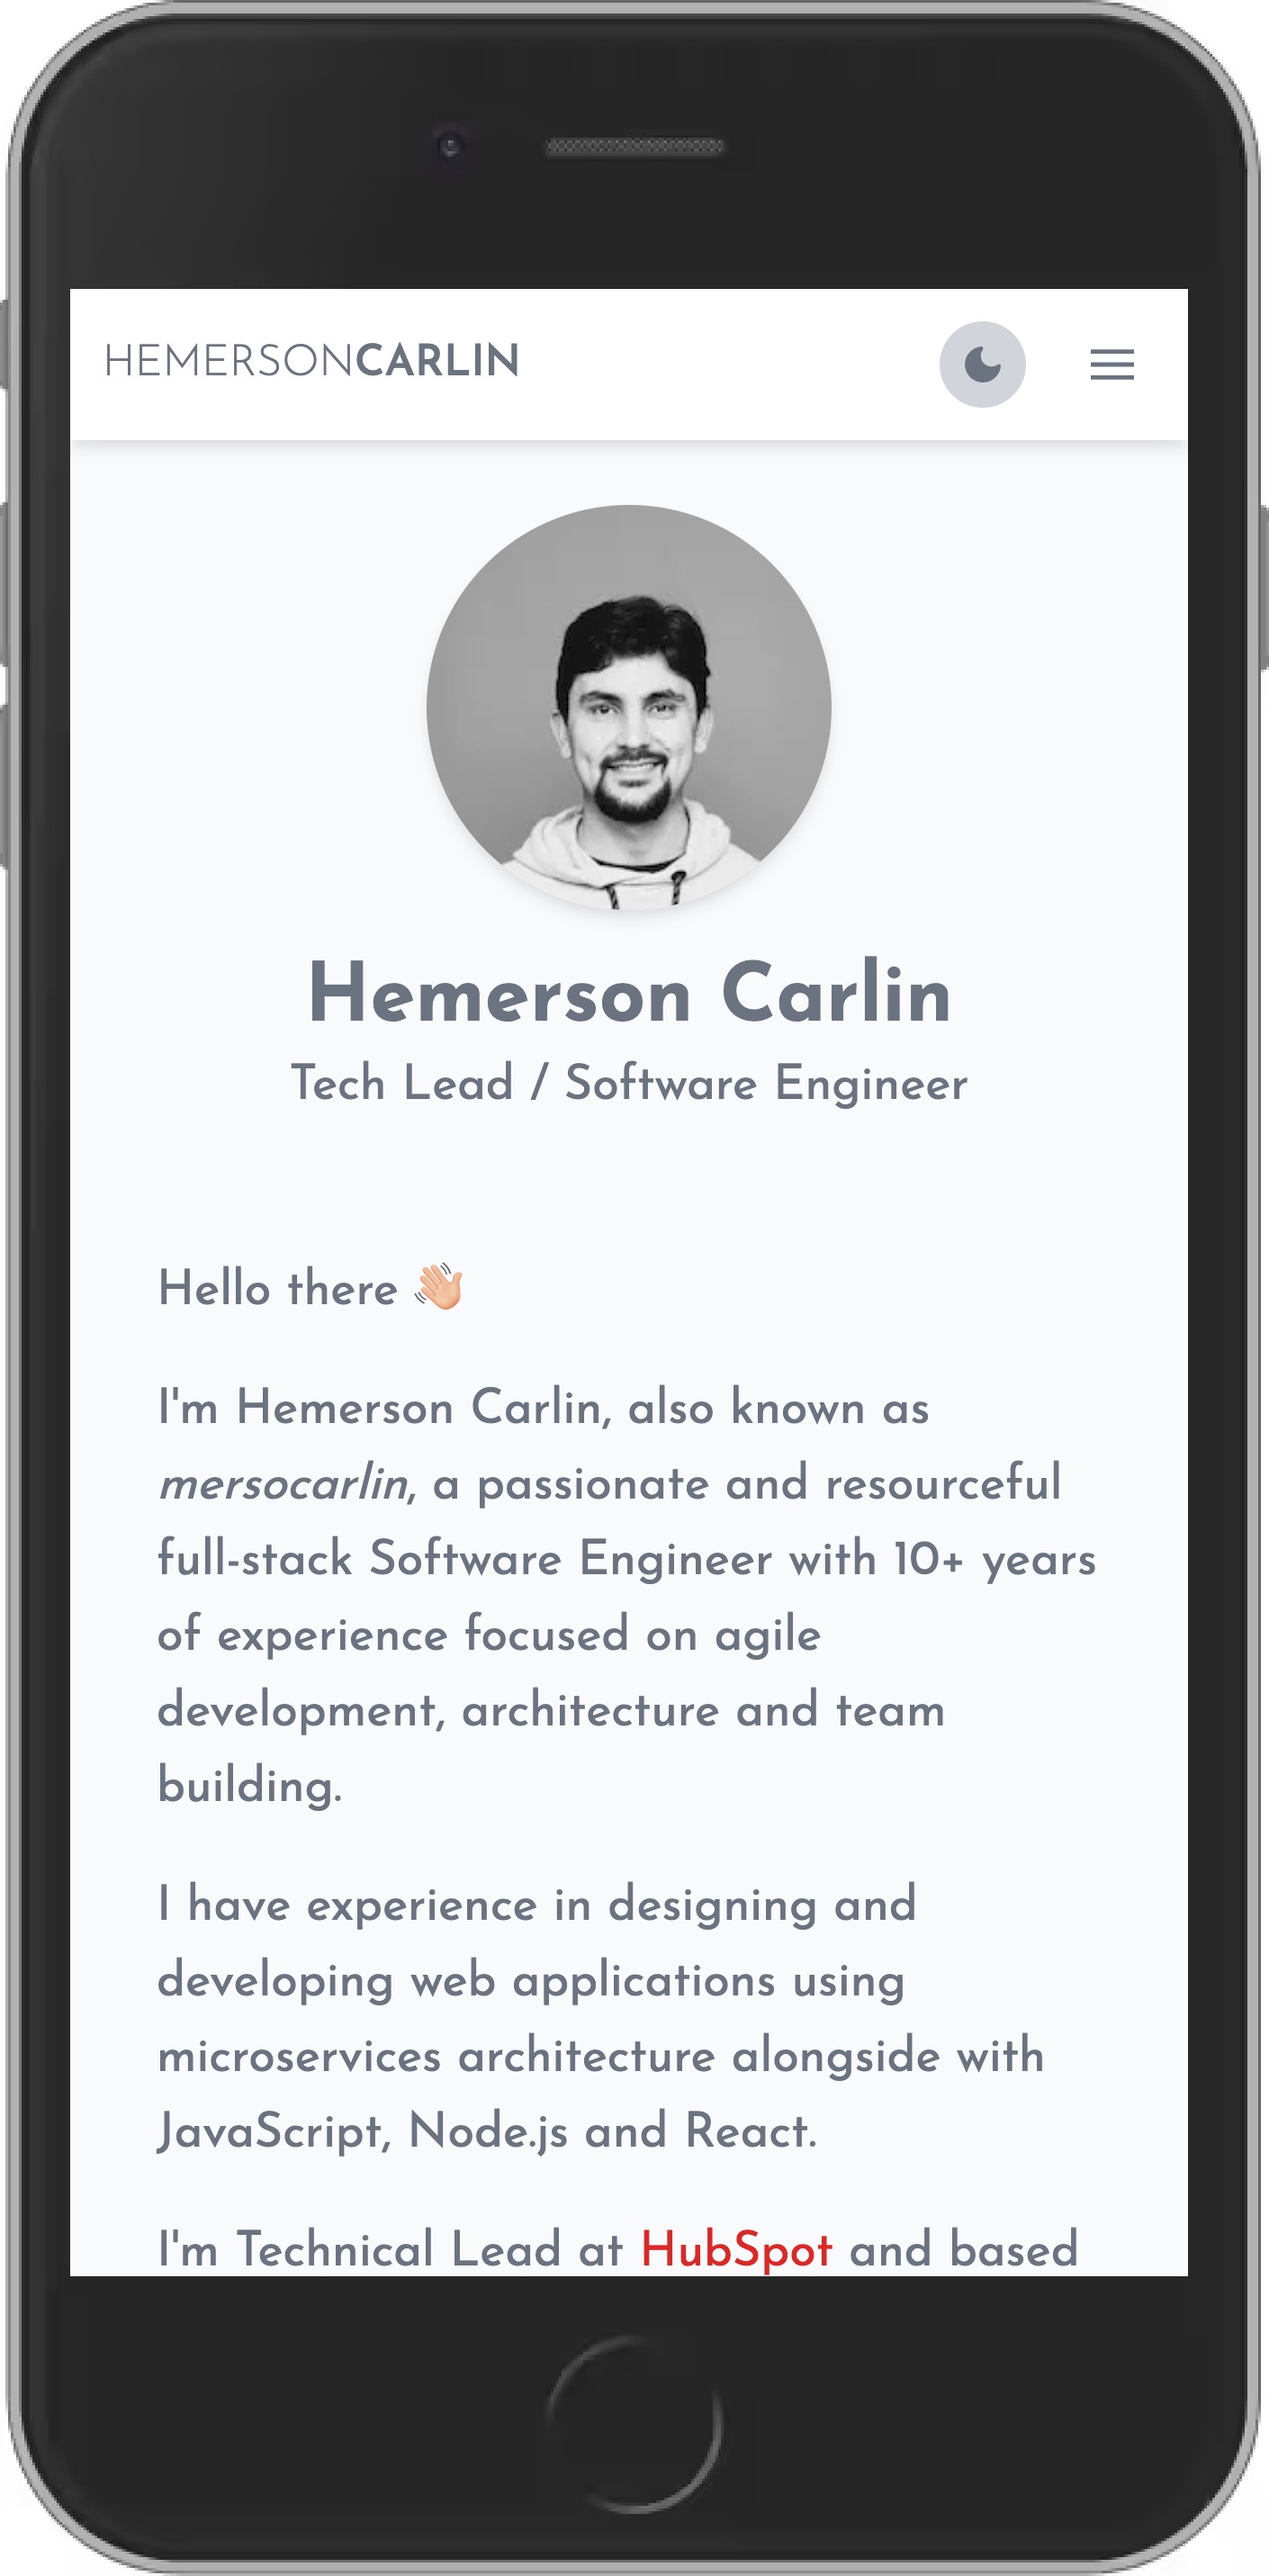 HEMERSONCARLIN
Hemerson Carlin
Tech Lead / Software Engineer
Hello there 👋🏼
I'm Hemerson Carlin, also known as
mersocarlin, a passionate and resourceful
full-stack Software Engineer with 10+ years
of experience focused on agile
development, architecture and team
building.
I have experience in designing and
developing web applications using
microservices architecture alongside with
JavaScript, Node.js and React.
I'm Technical Lead at HubSpot and based